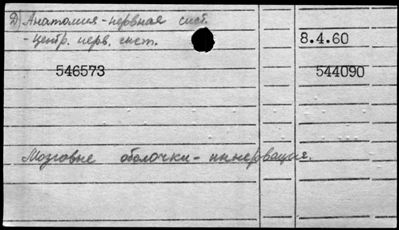 Д) Анатомия - нервная сист.
- центр. нерв. сист.
8.4.60
546573
544090
Мозговые оболочки - иннервация.